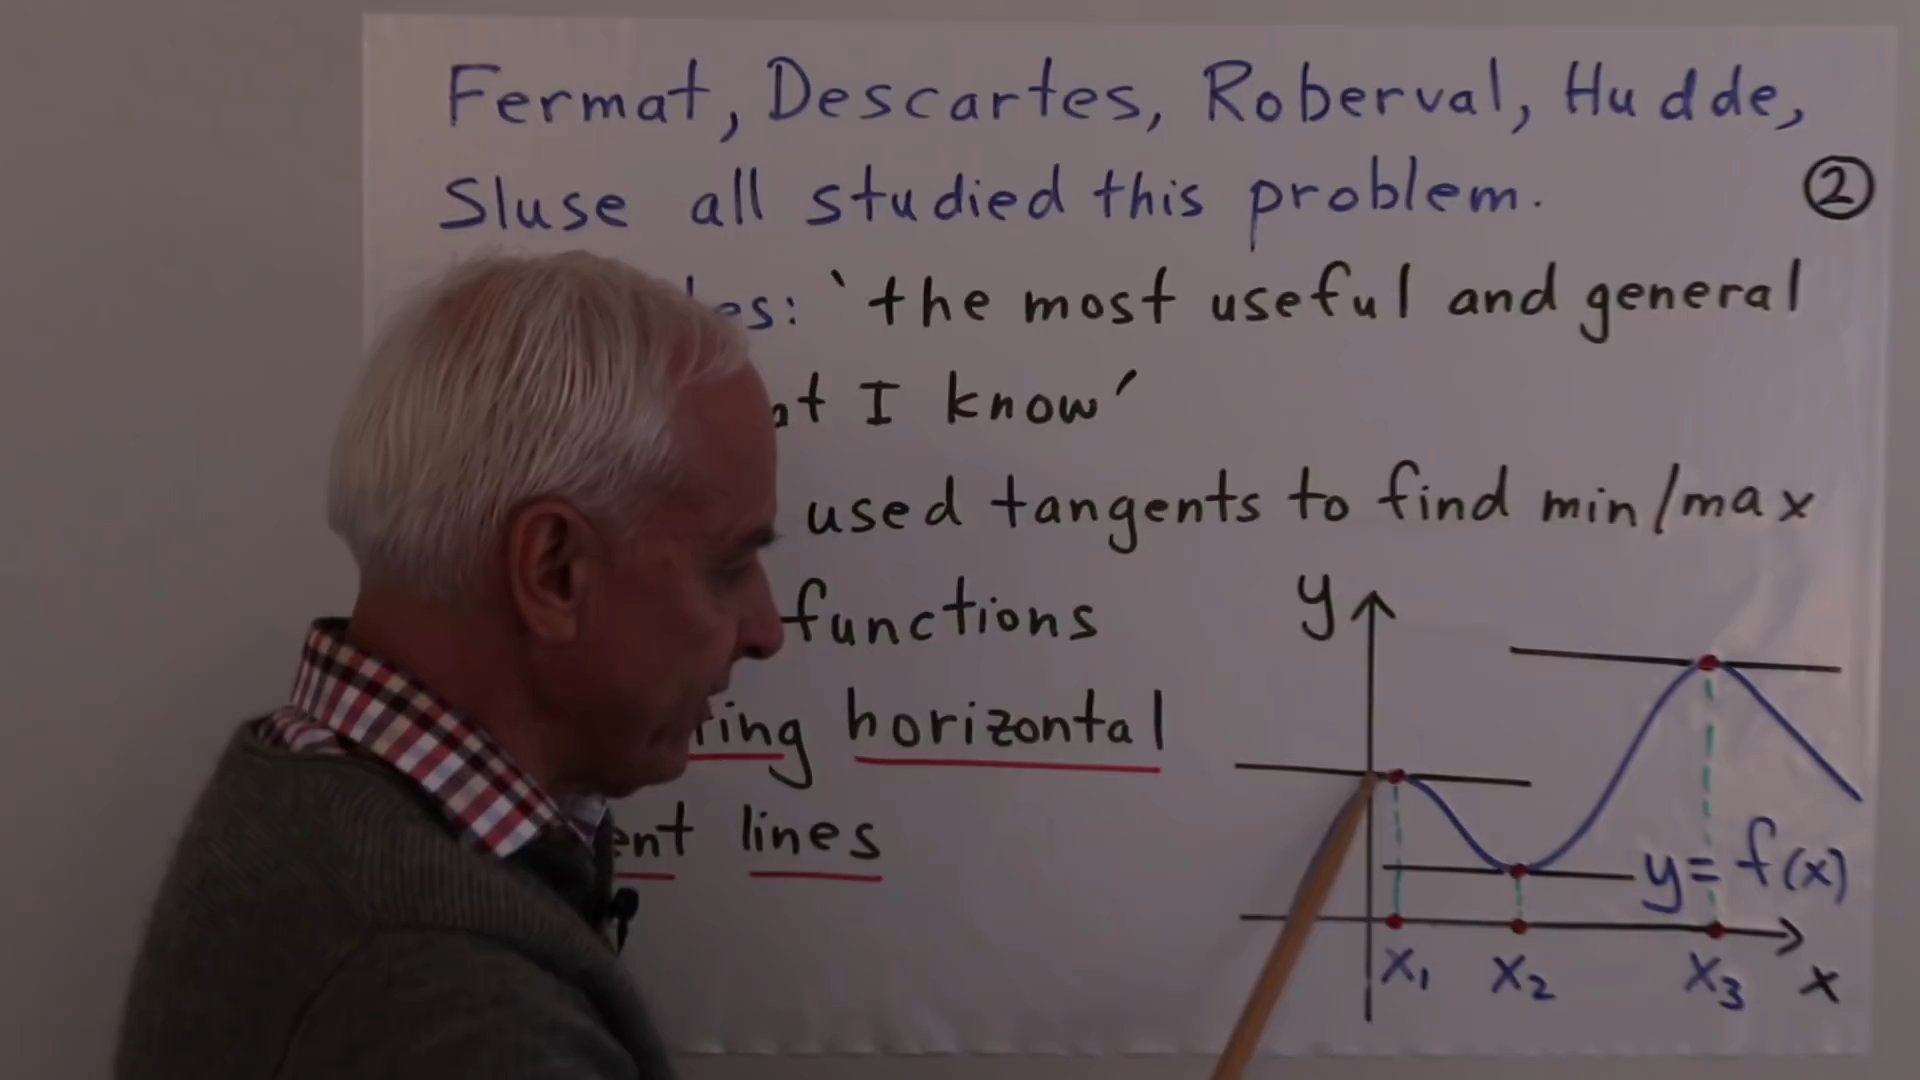 Fermat, Descartes, Roberval, Hudde,
Sluse all studied this problem.
②
: 'the most useful and general
I know'
used tangents to find min/max
functions
horizontal
lines
y
y = f(x)
x₁ x₂ x₃ x